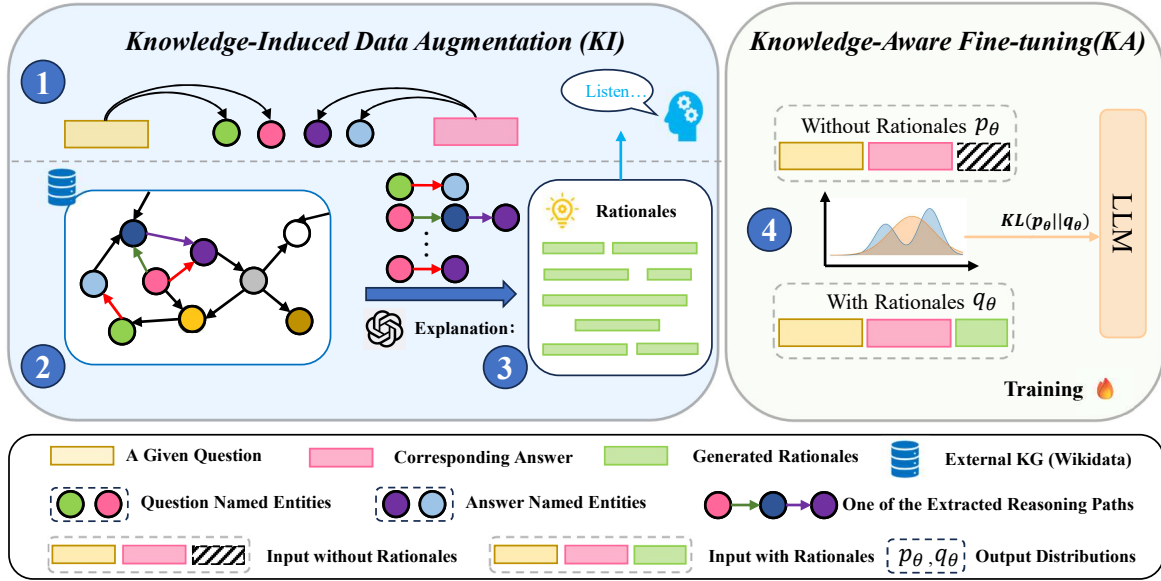 Knowledge-Induced Data Augmentation (KI)
1
Listen…
2
Rationales
Explanation:
3
Knowledge-Aware Fine-tuning(KA)
Without Rationales pθ
4
KL(pθ||qθ)
LLM
With Rationales qθ
Training
A Given Question
Corresponding Answer
Generated Rationales
External KG (Wikidata)
Question Named Entities
Answer Named Entities
One of the Extracted Reasoning Paths
Input without Rationales
Input with Rationales
pθ,qθ
Output Distributions